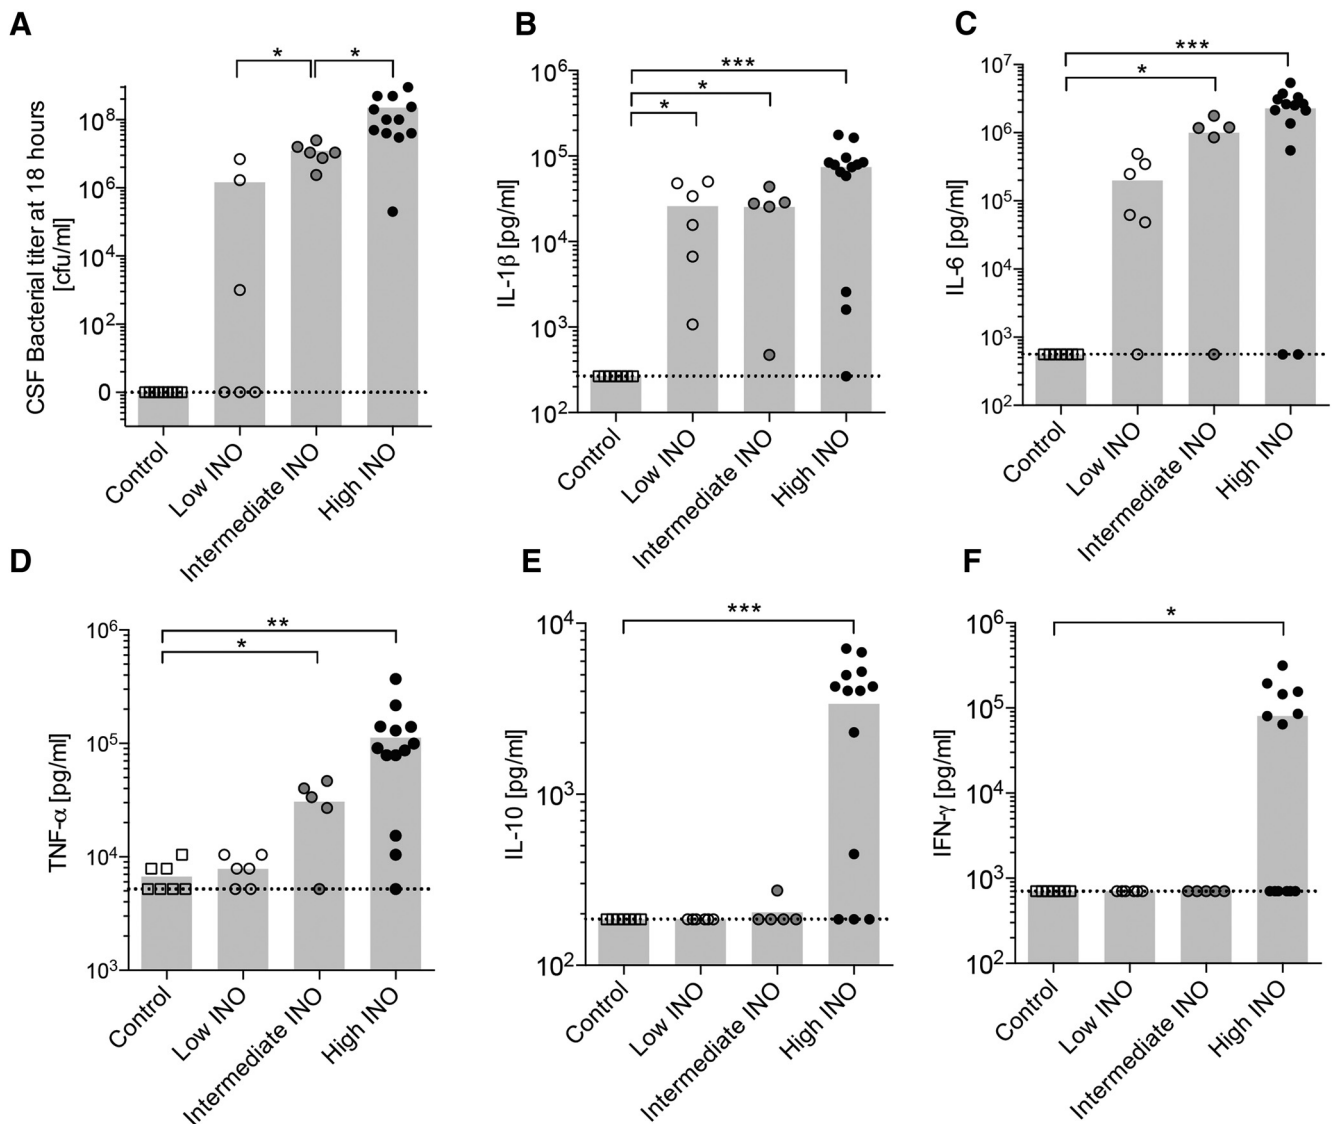 A
* *
CSF Bacterial titer at 18 hours
[cfu/ml]
10⁸
10⁶
10⁴
10²
0
Control
Low INO
Intermediate INO
High INO
B
***
*
*
IL-1β [pg/ml]
10⁶
10⁵
10⁴
10³
10²
Control
Low INO
Intermediate INO
High INO
C
***
*
IL-6 [pg/ml]
10⁷
10⁶
10⁵
10⁴
10³
10²
Control
Low INO
Intermediate INO
High INO
D
**
*
TNF-α [pg/ml]
10⁶
10⁵
10⁴
10³
Control
Low INO
Intermediate INO
High INO
E
***
IL-10 [pg/ml]
10⁴
10³
10²
Control
Low INO
Intermediate INO
High INO
F
*
IFN-γ [pg/ml]
10⁶
10⁵
10⁴
10³
10²
Control
Low INO
Intermediate INO
High INO